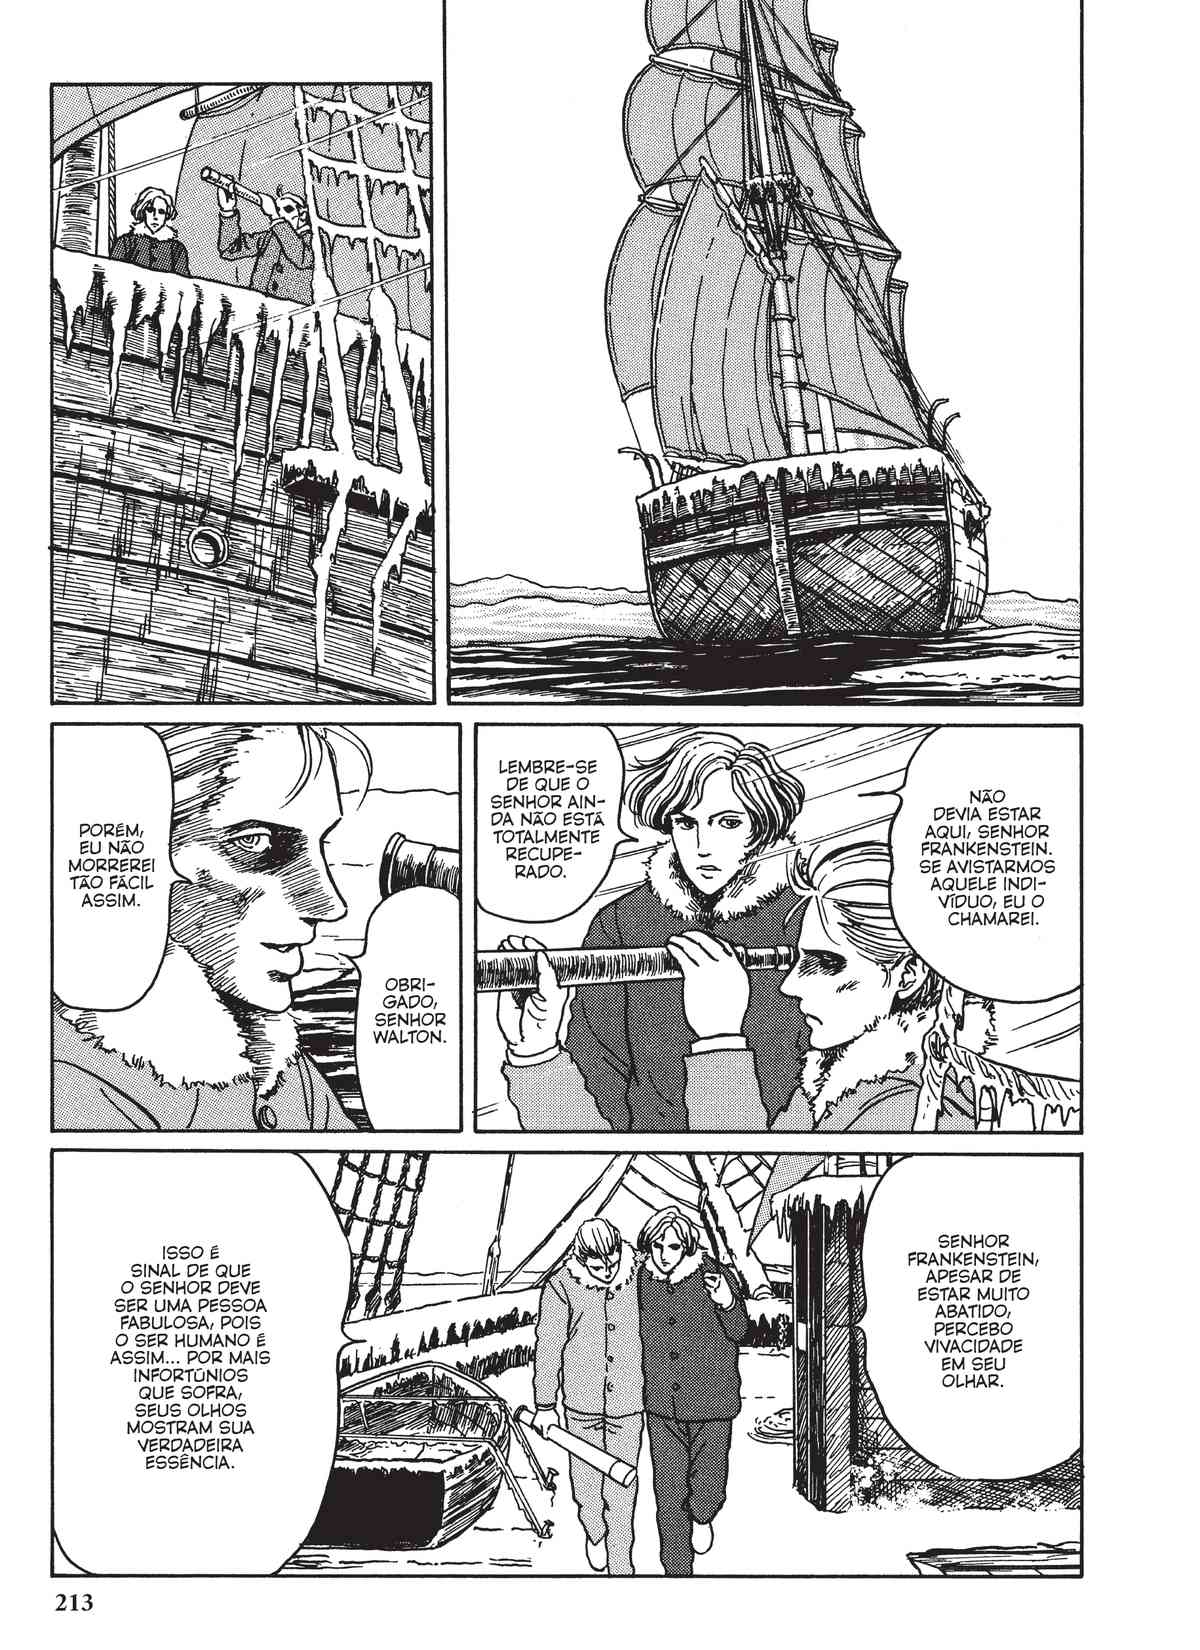 NÃO
DEVIA ESTAR
AQUI, SENHOR
FRANKENSTEIN.
SE AVISTARMOS
AQUELE INDI-
VÍDUO, EU O
CHAMAREI.
LEMBRE-SE
DE QUE O
SENHOR AIN-
DA NÃO ESTÁ
TOTALMENTE
RECUPE-
RADO.
OBRI-
GADO,
SENHOR
WALTON.
PORÉM,
EU NÃO
MORREREI
TÃO FÁCIL
ASSIM.
SENHOR
FRANKENSTEIN,
APESAR DE
ESTAR MUITO
ABATIDO,
PERCEBO
VIVACIDADE
EM SEU
OLHAR.
ISSO É
SINAL DE QUE
O SENHOR DEVE
SER UMA PESSOA
FABULOSA, POIS
O SER HUMANO É
ASSIM... POR MAIS
INFORTÚNIOS
QUE SOFRA,
SEUS OLHOS
MOSTRAM SUA
VERDADEIRA
ESSÊNCIA.
213